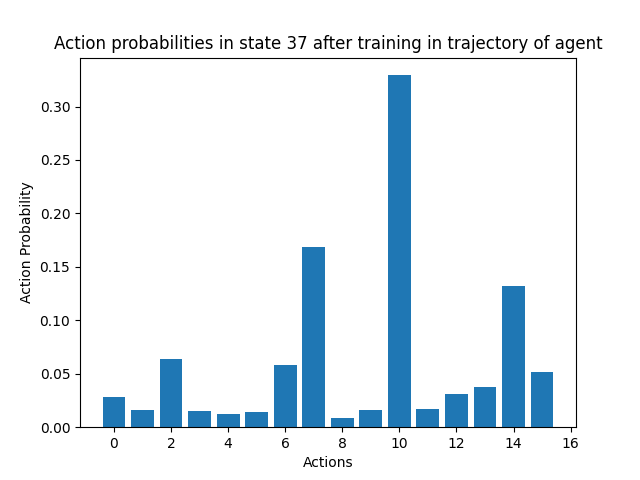 Action probabilities in state 37 after training in trajectory of agent
0.30
0.25
0.20
0.15
0.10
0.05
0.00
Action Probability
0 2 4 6 8 10 12 14 16
Actions